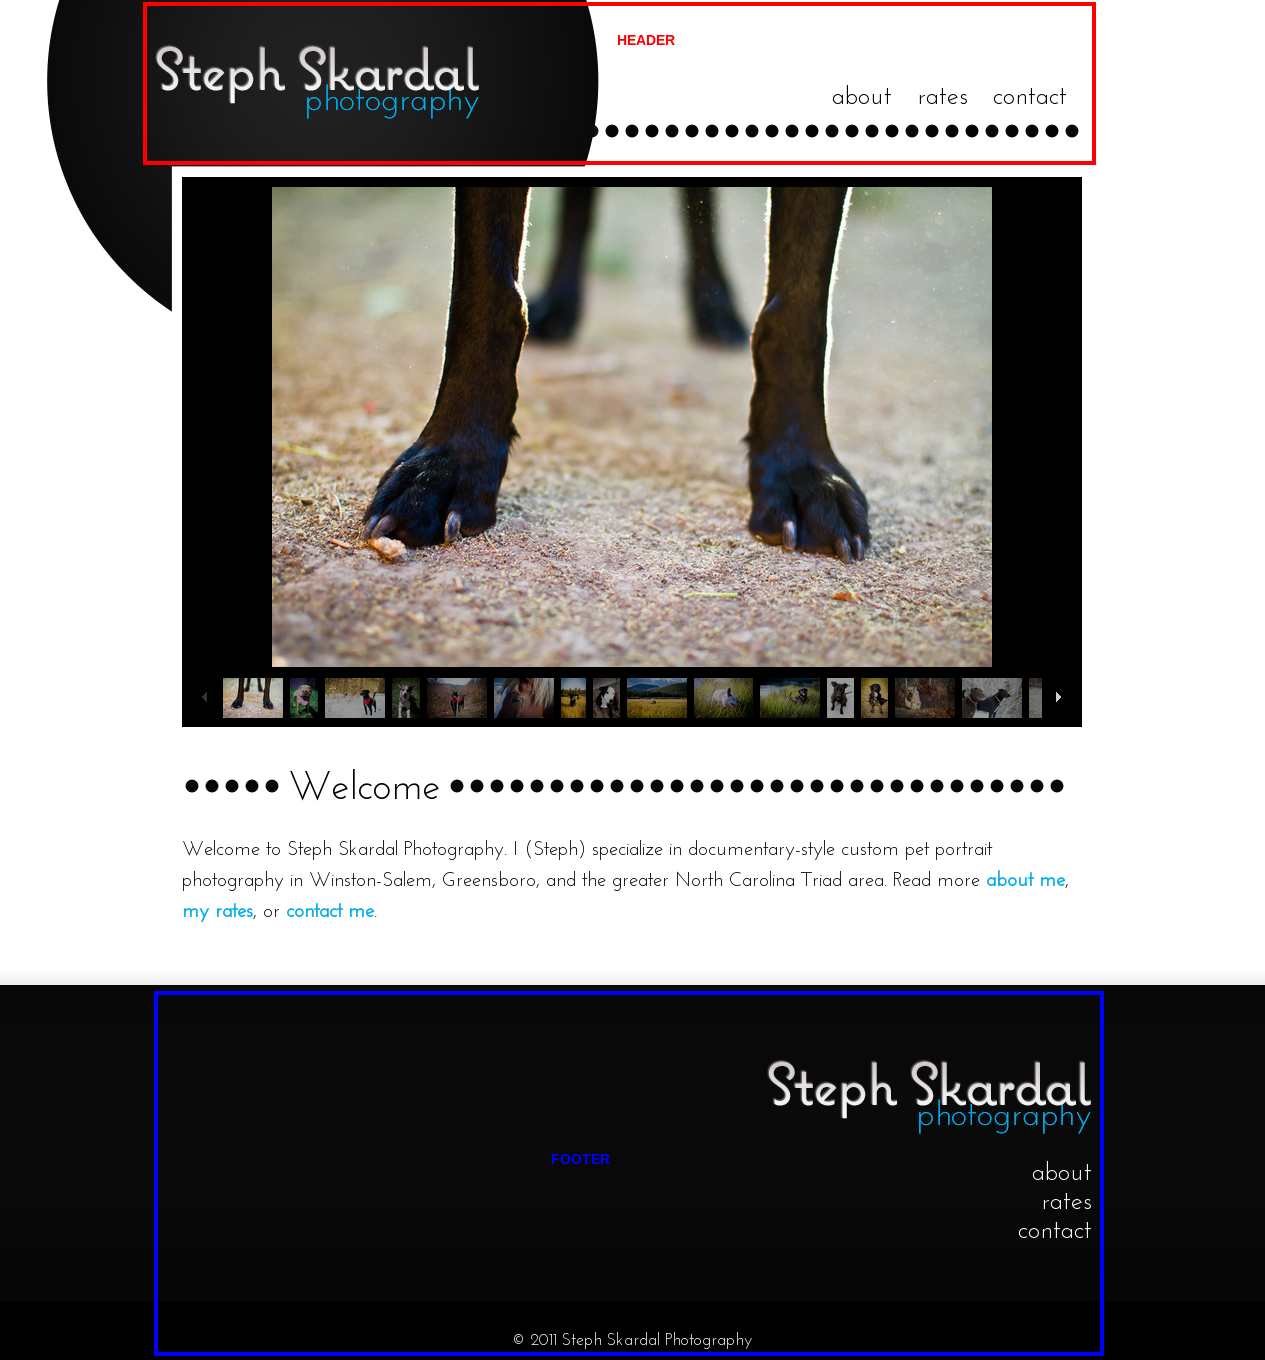 HEADER
Steph Skardal
photography
about rates contact
Welcome
Welcome to Steph Skardal Photography. I (Steph) specialize in documentary-style custom pet portrait
photography in Winston-Salem, Greensboro, and the greater North Carolina Triad area. Read more about me,
my rates, or contact me.
Steph Skardal
photography
FOOTER
about
rates
contact
© 2011 Steph Skardal Photography